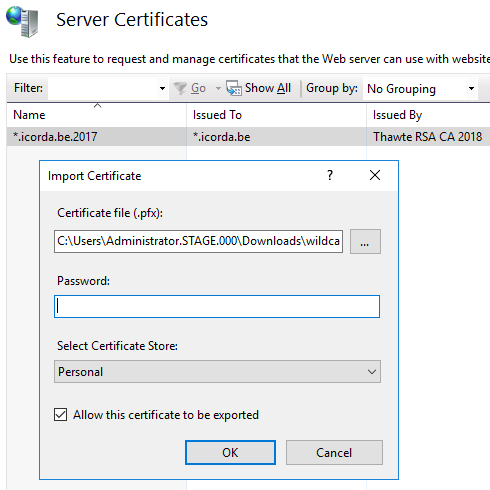 Server Certificates
Use this feature to request and manage certificates that the Web server can use with website
Filter: Go Show All Group by: No Grouping
Name Issued To Issued By
*.icorda.be.2017 *.icorda.be Thawte RSA CA 2018
Import Certificate ?
Certificate file (.pfx):
C:\Users\Administrator.STAGE.000\Downloads\wildca ...
Password:
Select Certificate Store:
Personal
Allow this certificate to be exported
OK Cancel